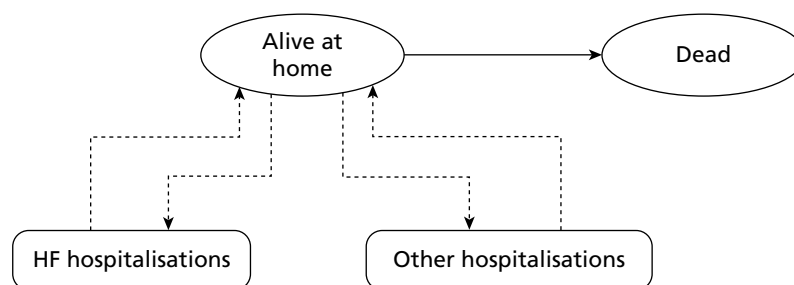 Alive at
home
Dead
HF hospitalisations
Other hospitalisations